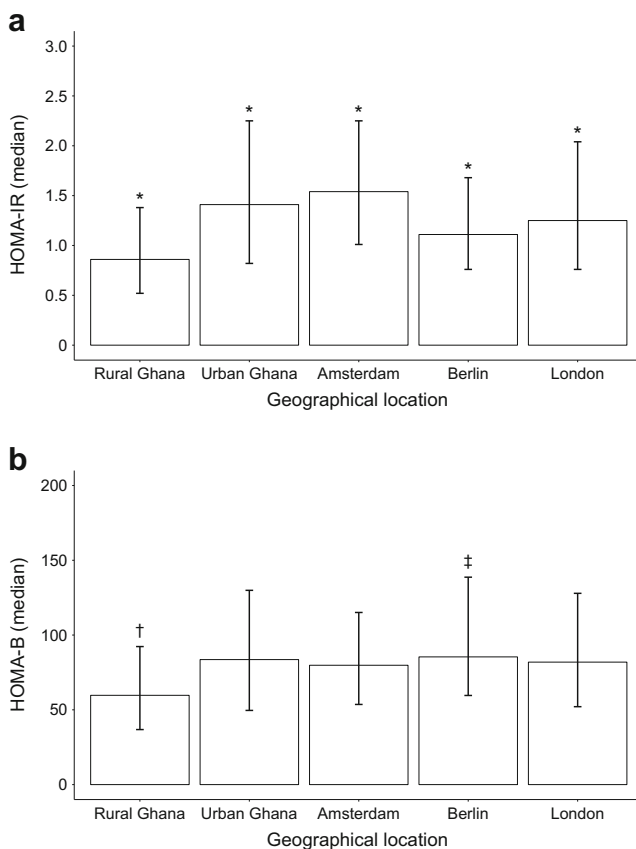 a
HOMA-IR (median)
3.0
2.5
2.0
1.5
1.0
0.5
0
* * * * *
Rural Ghana Urban Ghana Amsterdam Berlin London
Geographical location
b
HOMA-B (median)
200
150
100
50
0
† ‡
Rural Ghana Urban Ghana Amsterdam Berlin London
Geographical location